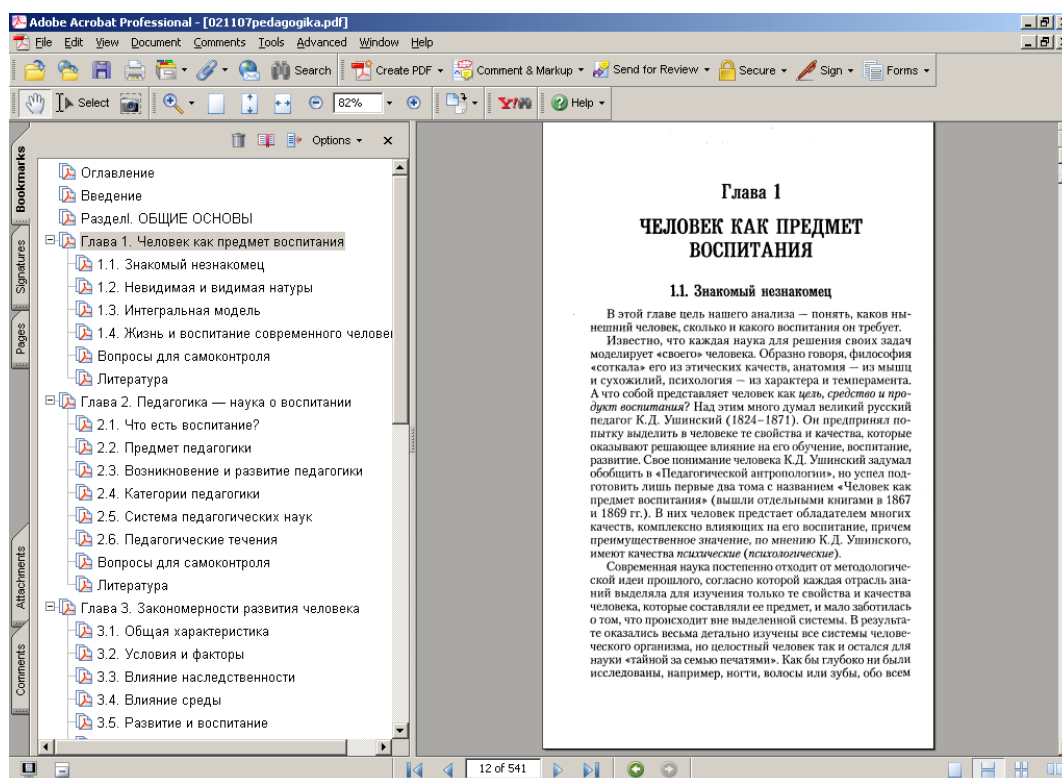 Adobe Acrobat Professional - [021107pedagogika.pdf]
File Edit View Document Comments Tools Advanced Window Help
Search Create PDF Comment & Markup Send for Review Secure Sign Forms
Select 82% Y! Help
Options
Bookmarks
Signatures
Pages
Attachments
Comments
Оглавление
Введение
РазделI. ОБЩИЕ ОСНОВЫ
Глава 1. Человек как предмет воспитания
1.1. Знакомый незнакомец
1.2. Невидимая и видимая натуры
1.3. Интегральная модель
1.4. Жизнь и воспитание современного челове
Вопросы для самоконтроля
Литература
Глава 2. Педагогика — наука о воспитании
2.1. Что есть воспитание?
2.2. Предмет педагогики
2.3. Возникновение и развитие педагогики
2.4. Категории педагогики
2.5. Система педагогических наук
2.6. Педагогические течения
Вопросы для самоконтроля
Литература
Глава 3. Закономерности развития человека
3.1. Общая характеристика
3.2. Условия и факторы
3.3. Влияние наследственности
3.4. Влияние среды
3.5. Развитие и воспитание
Глава 1
ЧЕЛОВЕК КАК ПРЕДМЕТ
ВОСПИТАНИЯ
1.1. Знакомый незнакомец
В этой главе цель нашего анализа — понять, каков ны-
нешний человек, сколько и какого воспитания он требует.
Известно, что каждая наука для решения своих задач
моделирует «своего» человека. Образно говоря, философия
«соткала» его из этических качеств, анатомия — из мышц
и сухожилий, психология — из характера и темперамента.
А что собой представляет человек как цель, средство и про-
дукт воспитания? Над этим много думал великий русский
педагог К.Д. Ушинский (1824–1871). Он предпринял по-
пытку выделить в человеке те свойства и качества, которые
оказывают решающее влияние на его обучение, воспитание,
развитие. Свое понимание человека К.Д. Ушинский задумал
обобщить в «Педагогической антропологии», но успел под-
готовить лишь первые два тома с названием «Человек как
предмет воспитания» (вышли отдельными книгами в 1867
и 1869 гг.). В них человек предстает обладателем многих
качеств, комплексно влияющих на его воспитание, причем
преимущественное значение, по мнению К.Д. Ушинского,
имеют качества психические (психологические).
Современная наука постепенно отходит от методологиче-
ской идеи прошлого, согласно которой каждая отрасль зна-
ний выделяла для изучения только те свойства и качества
человека, которые составляли ее предмет, и мало заботилась
о том, что происходит вне выделенной системы. В результа-
те оказались весьма детально изучены все системы челове-
ческого организма, но целостный человек так и остался для
науки «тайной за семью печатями». Как бы глубоко ни были
исследованы, например, ногти, волосы или зубы, обо всем
12 of 541